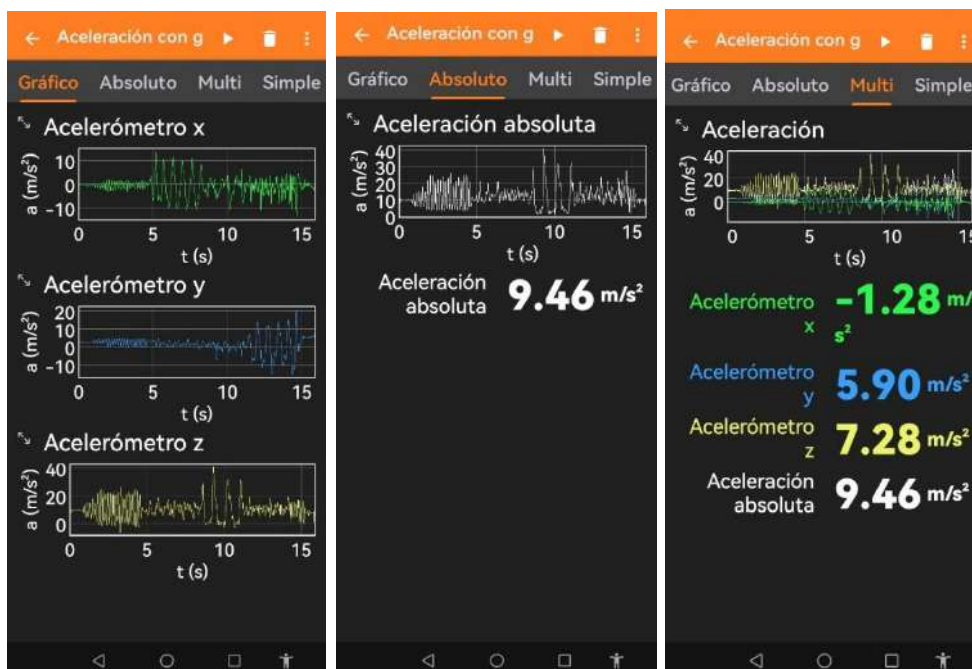 Aceleración con g
Gráfico Absoluto Multi Simple
Acelerómetro x
a (m/s²)
10
0
-10
0 5 10 15
t (s)
Acelerómetro y
a (m/s²)
20
10
0
-10
0 5 10 15
t (s)
Acelerómetro z
a (m/s²)
40
20
0
0 5 10 15
t (s)
Aceleración con g
Gráfico Absoluto Multi Simple
Aceleración absoluta
a (m/s²)
40
30
20
10
0
0 5 10 15
t (s)
Aceleración
absoluta 9.46 m/s²
Aceleración con g
Gráfico Absoluto Multi Simple
Aceleración
a (m/s²)
40
20
0
0 5 10 15
t (s)
Acelerómetro -1.28 m/
x s²
Acelerómetro
y 5.90 m/s²
Acelerómetro
z 7.28 m/s²
Aceleración
absoluta 9.46 m/s²